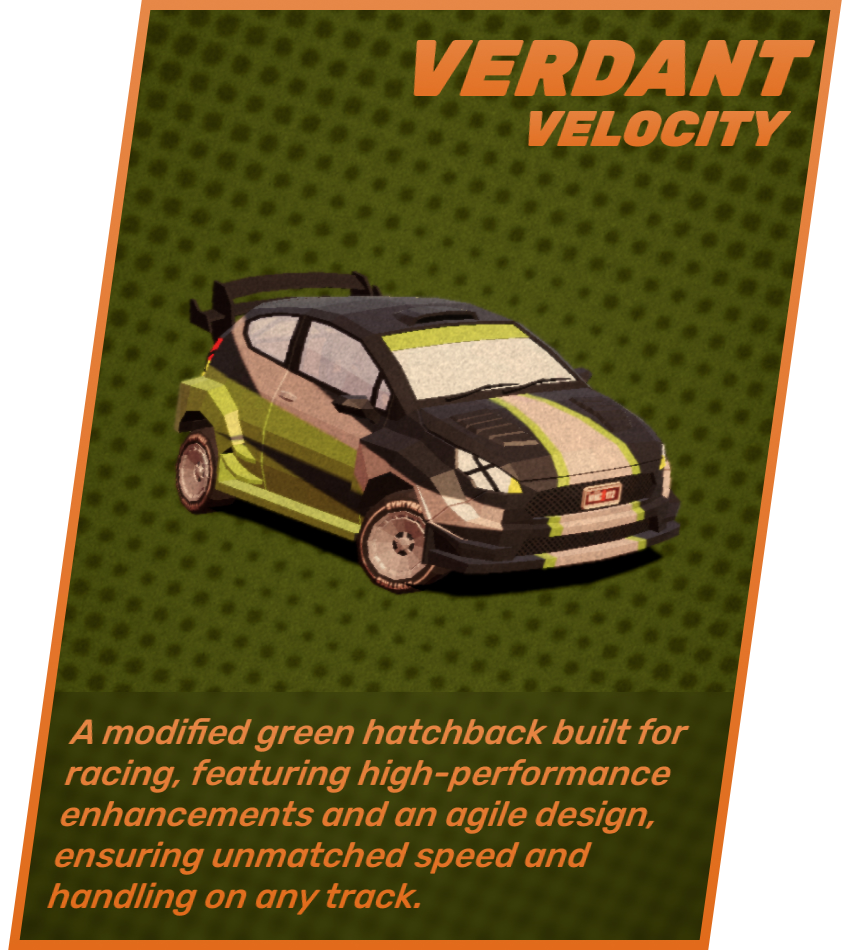 VERDANT
VELOCITY
A modified green hatchback built for
racing, featuring high-performance
enhancements and an agile design,
ensuring unmatched speed and
handling on any track.